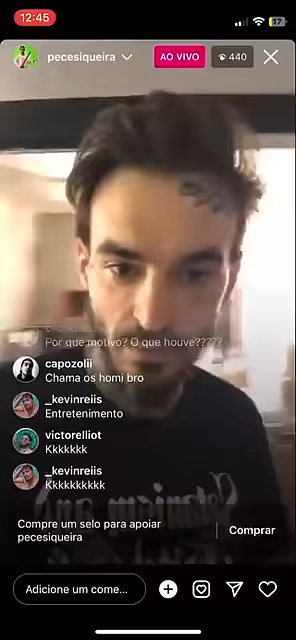 12:45
17
pecesiqueira
AO VIVO
440
Por que motivo? O que houve?????
capozolii
Chama os homi bro
_kevinreiis
Entretenimento
victorelliot
Kkkkkkk
_kevinreiis
Kkkkkkkkkk
Compre um selo para apoiar
pecesiqueira
Comprar
Adicione um come...